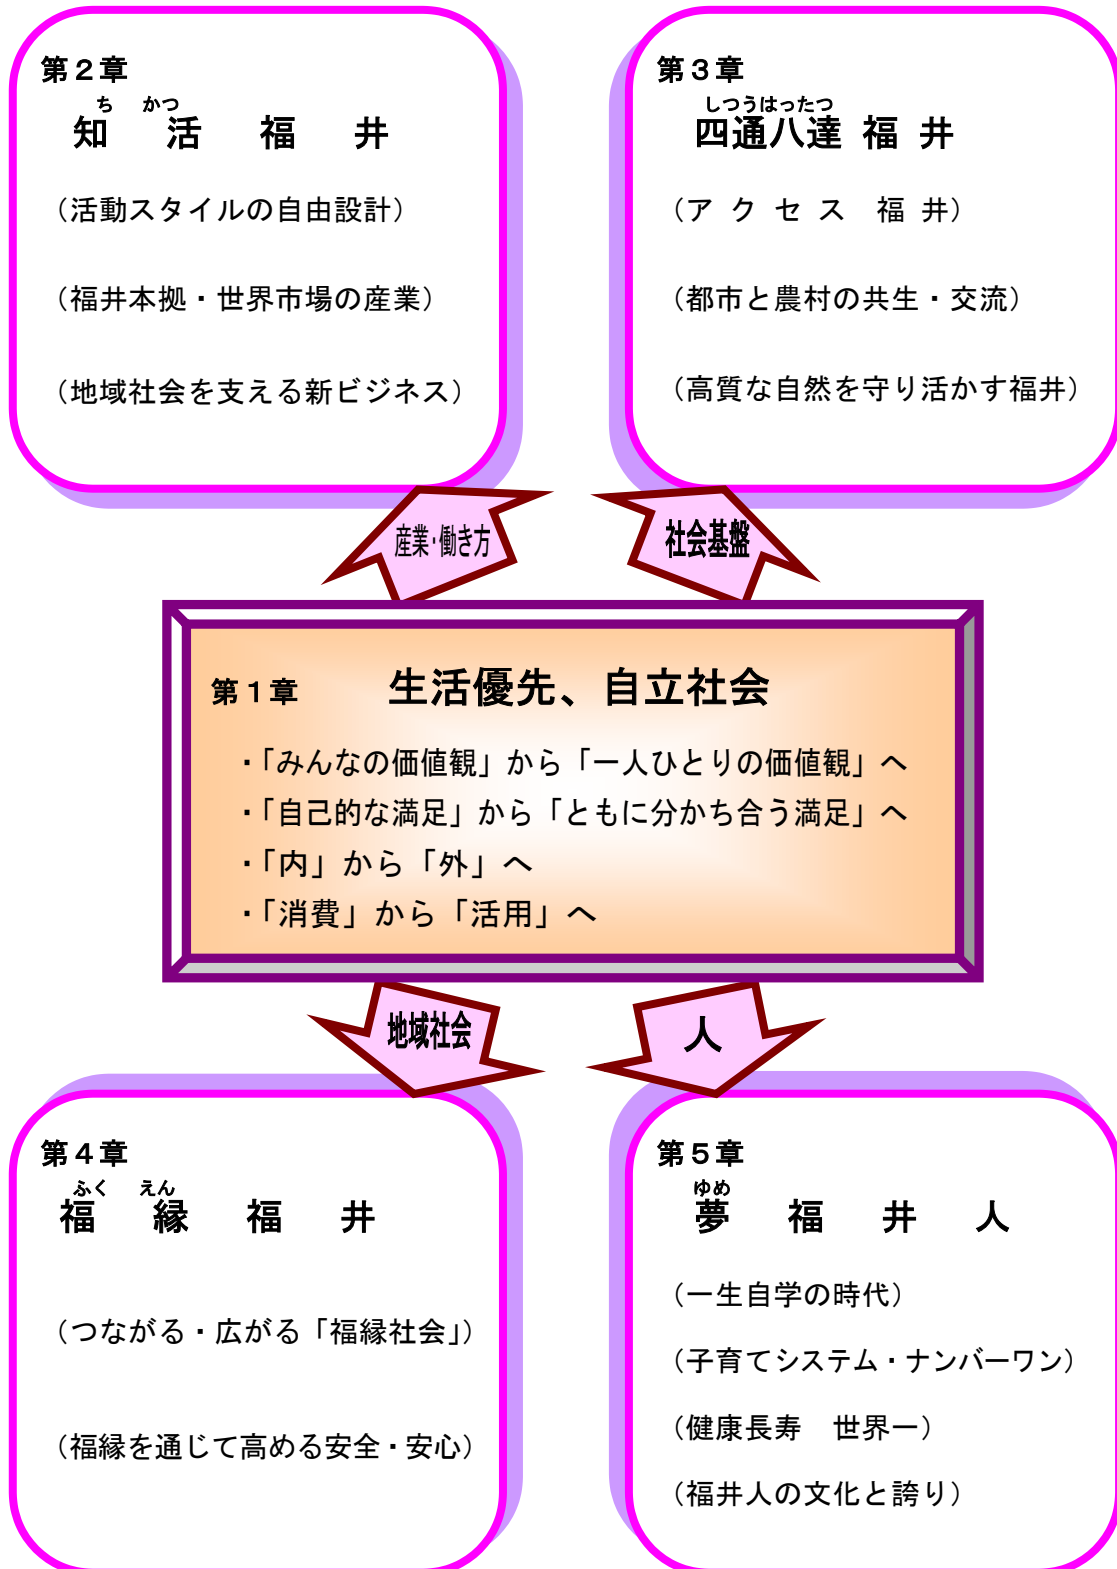 第２章
ち かつ
知 活 福 井
（活動スタイルの自由設計）
（福井本拠・世界市場の産業）
（地域社会を支える新ビジネス）
第３章
しつうはったつ
四通八達 福 井
（ア ク セ ス 福 井）
（都市と農村の共生・交流）
（高質な自然を守り活かす福井）
産業・働き方
社会基盤
第１章 生活優先、自立社会
・「みんなの価値観」から「一人ひとりの価値観」へ
・「自己的な満足」から「ともに分かち合う満足」へ
・「内」から「外」へ
・「消費」から「活用」へ
地域社会
人
第４章
ふく えん
福 縁 福 井
（つながる・広がる「福縁社会」）
（福縁を通じて高める安全・安心）
第５章
ゆめ
夢 福 井 人
（一生自学の時代）
（子育てシステム・ナンバーワン）
（健康長寿 世界一）
（福井人の文化と誇り）